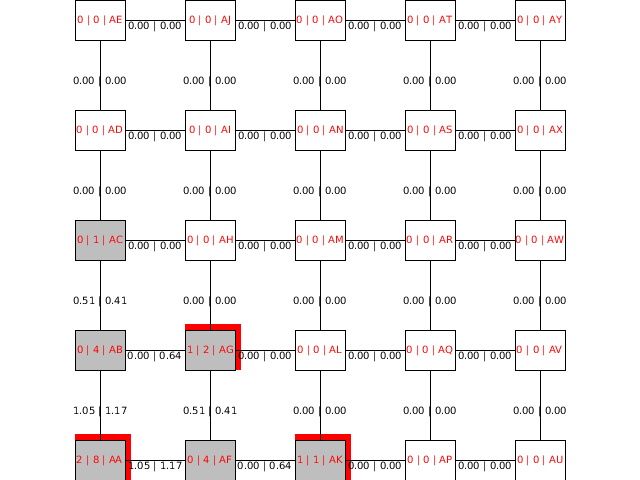 0 | 0 | AE 0.00 | 0.00 0 | 0 | AJ 0.00 | 0.00 0 | 0 | AO 0.00 | 0.00 0 | 0 | AT 0.00 | 0.00 0 | 0 | AY
0.00 | 0.00 0.00 | 0.00 0.00 | 0.00 0.00 | 0.00 0.00 | 0.00
0 | 0 | AD 0.00 | 0.00 0 | 0 | AI 0.00 | 0.00 0 | 0 | AN 0.00 | 0.00 0 | 0 | AS 0.00 | 0.00 0 | 0 | AX
0.00 | 0.00 0.00 | 0.00 0.00 | 0.00 0.00 | 0.00 0.00 | 0.00
0 | 1 | AC 0.00 | 0.00 0 | 0 | AH 0.00 | 0.00 0 | 0 | AM 0.00 | 0.00 0 | 0 | AR 0.00 | 0.00 0 | 0 | AW
0.51 | 0.41 0.00 | 0.00 0.00 | 0.00 0.00 | 0.00 0.00 | 0.00
0 | 4 | AB 0.00 | 0.64 1 | 2 | AG 0.00 | 0.00 0 | 0 | AL 0.00 | 0.00 0 | 0 | AQ 0.00 | 0.00 0 | 0 | AV
1.05 | 1.17 0.51 | 0.41 0.00 | 0.00 0.00 | 0.00 0.00 | 0.00
2 | 8 | AA 1.05 | 1.17 0 | 4 | AF 0.00 | 0.64 1 | 1 | AK 0.00 | 0.00 0 | 0 | AP 0.00 | 0.00 0 | 0 | AU